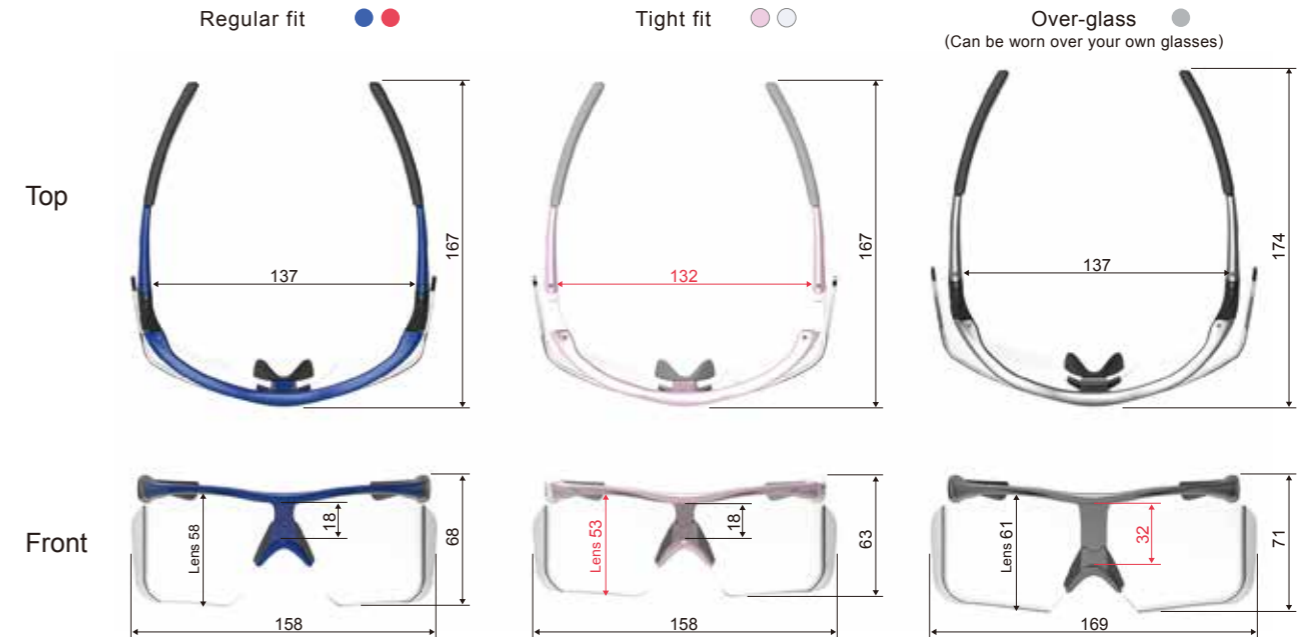 Regular fit
Tight fit
Over-glass
(Can be worn over your own glasses)
Top
137
167
132
167
137
174
Front
Lens 58
18
68
158
Lens 53
18
63
158
Lens 61
32
71
169